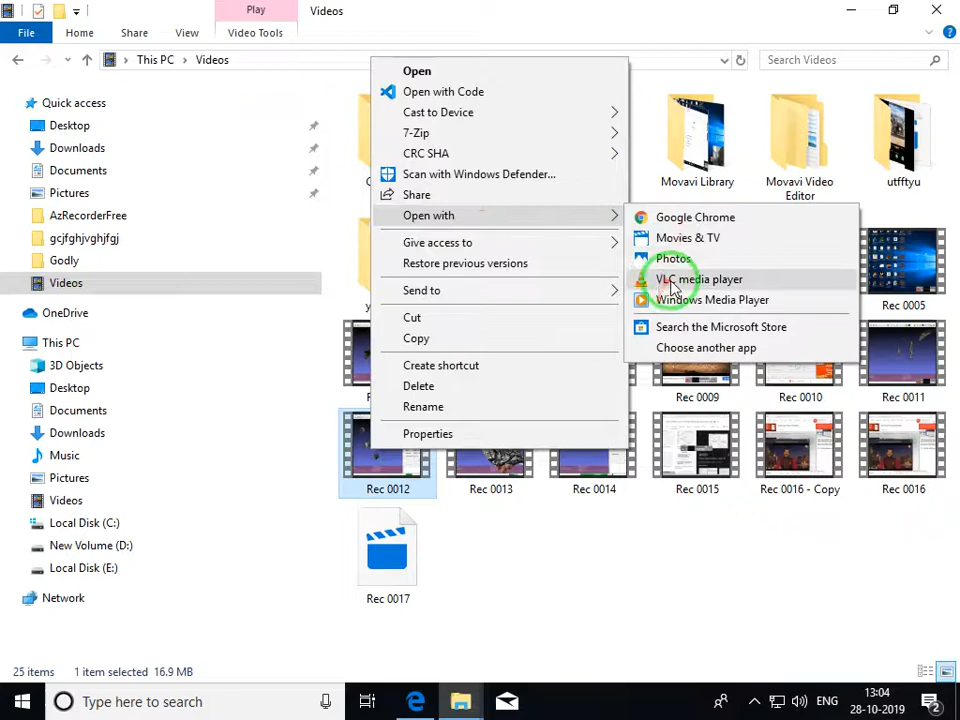 Play
Videos
File
Home
Share
View
Video Tools
This PC
Videos
Search Videos
Quick access
Desktop
Downloads
Documents
Pictures
AzRecorderFree
gcjfghjvghjfgj
Godly
Videos
OneDrive
This PC
3D Objects
Desktop
Documents
Downloads
Music
Pictures
Videos
Local Disk (C:)
New Volume (D:)
Local Disk (E:)
Network
Open
Open with Code
Cast to Device
7-Zip
CRC SHA
Scan with Windows Defender...
Share
Open with
Give access to
Restore previous versions
Send to
Cut
Copy
Create shortcut
Delete
Rename
Properties
Google Chrome
Movies & TV
Photos
VLC media player
Windows Media Player
Search the Microsoft Store
Choose another app
Movavi Library
Movavi Video
Editor
utfftyu
Rec 0005
Rec 0009
Rec 0010
Rec 0011
Rec 0012
Rec 0013
Rec 0014
Rec 0015
Rec 0016 - Copy
Rec 0016
Rec 0017
25 items
1 item selected 16.9 MB
Type here to search
ENG
13:04
28-10-2019
2